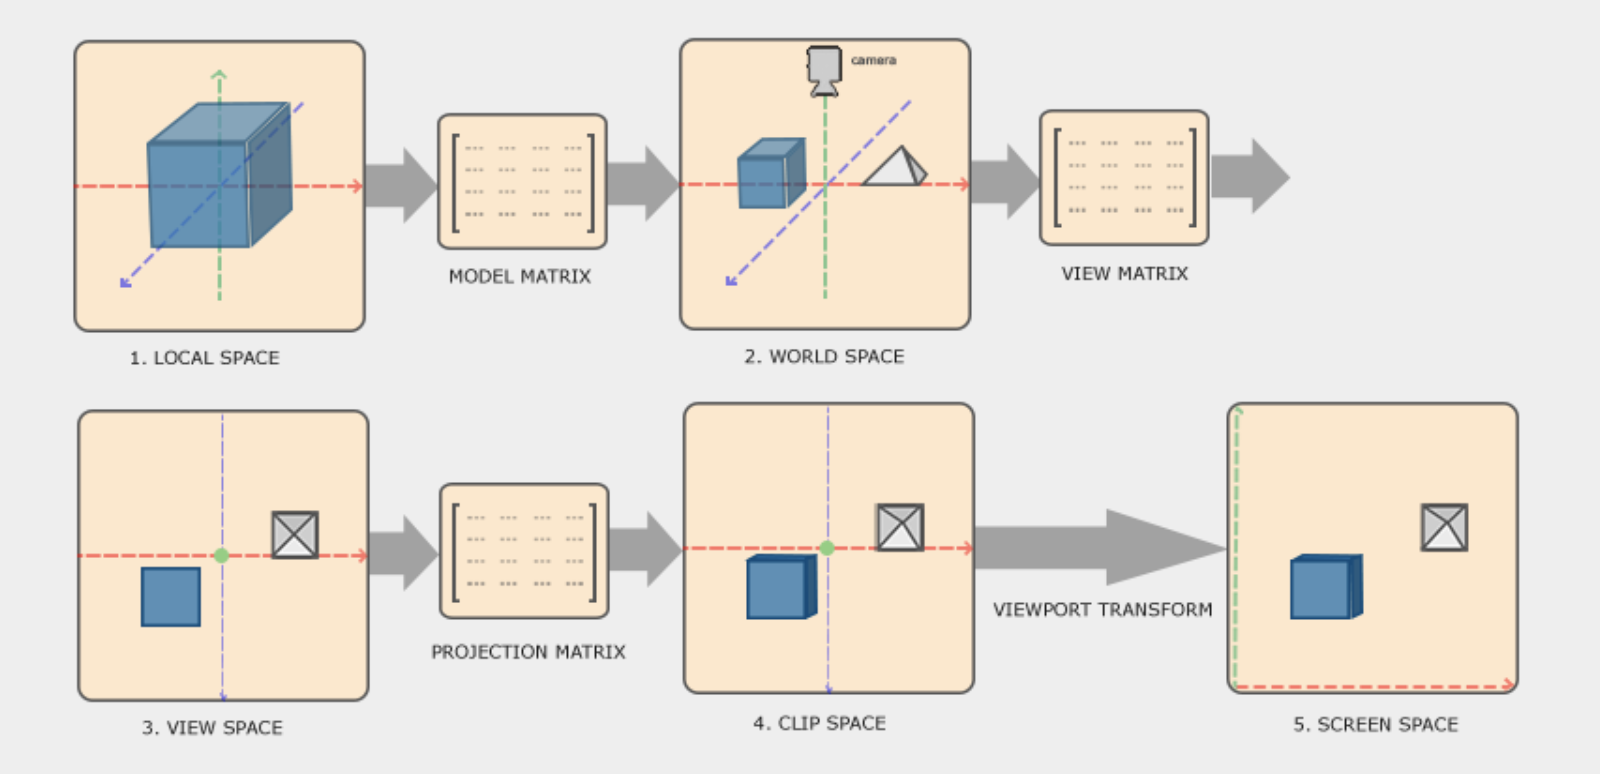 camera
MODEL MATRIX
VIEW MATRIX
1. LOCAL SPACE
2. WORLD SPACE
PROJECTION MATRIX
VIEWPORT TRANSFORM
3. VIEW SPACE
4. CLIP SPACE
5. SCREEN SPACE